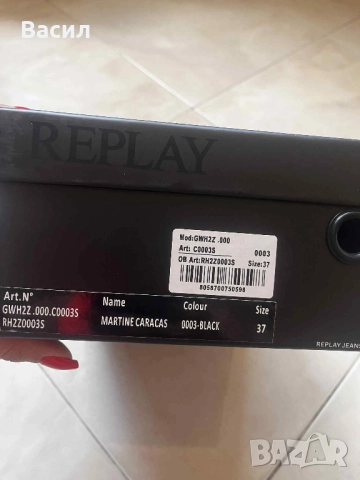 Васил
REPLAY
Mod:GWH2Z .000
Art: C0003S 0003
OB Art:RH2Z0003S Size:37
8058700750598
Art.N° Name Colour Size
GWH2Z .000.C0003S
RH2Z0003S MARTINE CARACAS 0003-BLACK 37
REPLAY JEANS
BAZAR